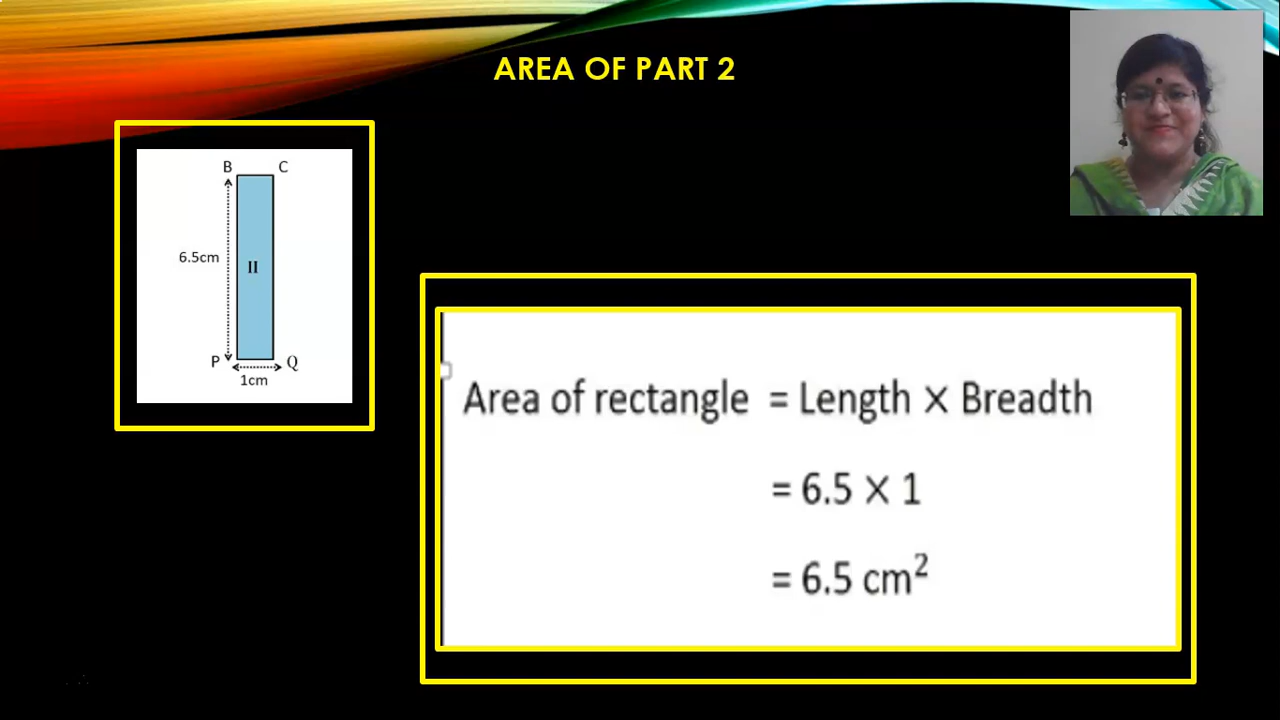 AREA OF PART 2
B C
6.5cm
II
P Q
1cm
Area of rectangle = Length × Breadth
= 6.5 × 1
= 6.5 cm²